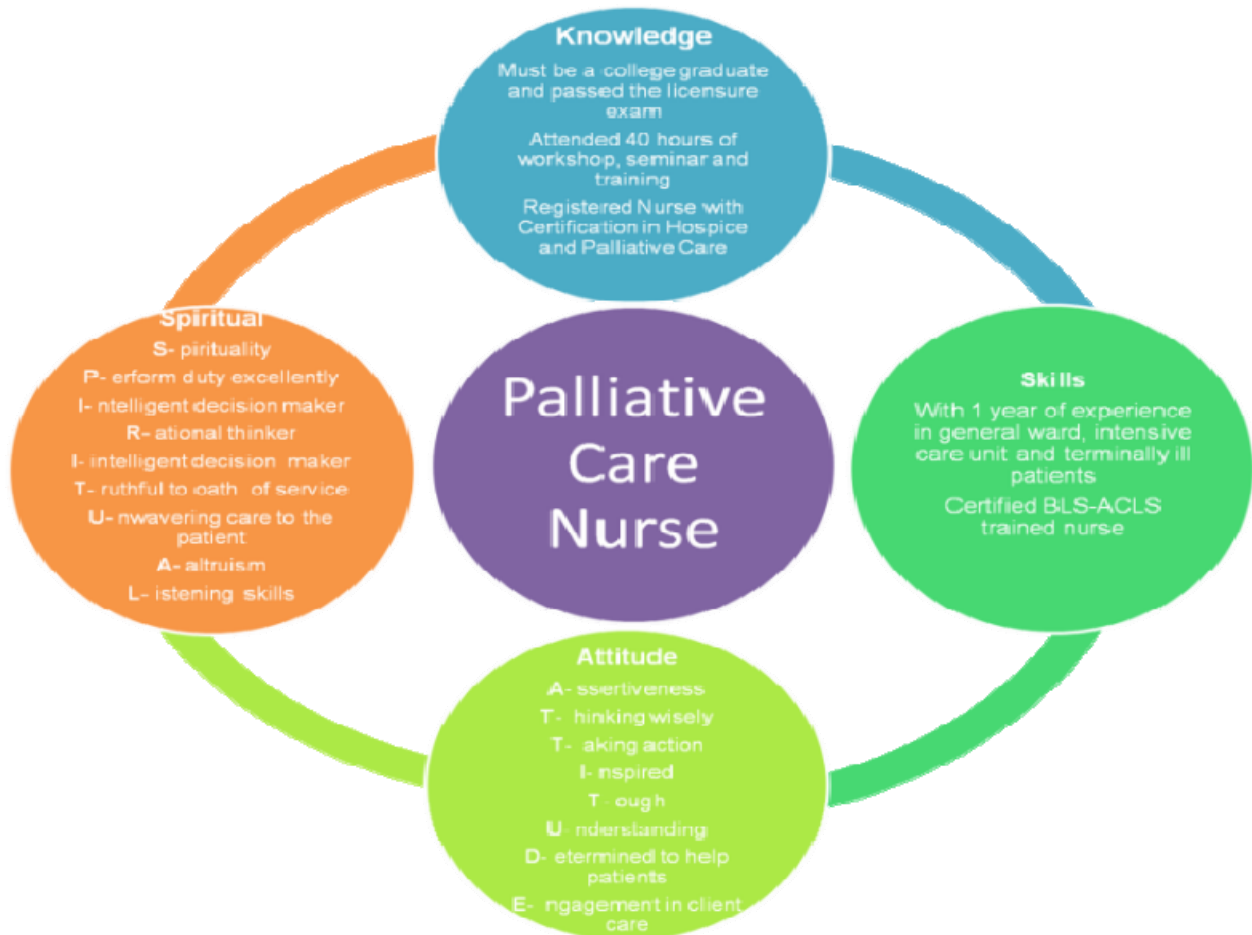 Knowledge
Must be a college graduate
and passed the licensure
exam
Attended 40 hours of
workshop, seminar and
training
Registered Nurse with
Certification in Hospice
and Palliative Care
Spiritual
S- pirituality
P- erform duty excellently
I- ntelligent decision maker
R- ational thinker
I- intelligent decision maker
T- ruthful to oath of service
U- nwavering care to the
patient
A- altruism
L- istening skills
Palliative
Care
Nurse
Skills
With 1 year of experience
in general ward, intensive
care unit and terminally ill
patients
Certified BLS-ACLS
trained nurse
Attitude
A- ssertiveness
T- hinking wisely
T- aking action
I- nspired
T- ough
U- nderstanding
D- etermined to help
patients
E- ngagement in client
care